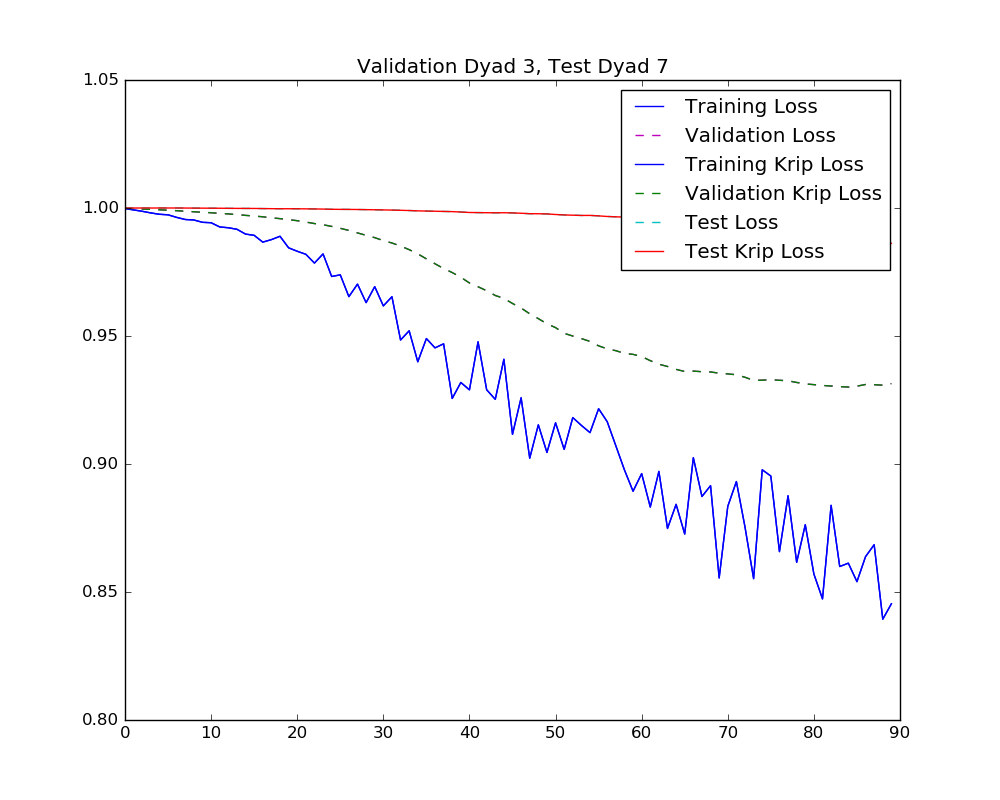 Validation Dyad 3, Test Dyad 7
1.05
1.00
0.95
0.90
0.85
0.80
Training Loss
Validation Loss
Training Krip Loss
Validation Krip Loss
Test Loss
Test Krip Loss
0 10 20 30 40 50 60 70 80 90